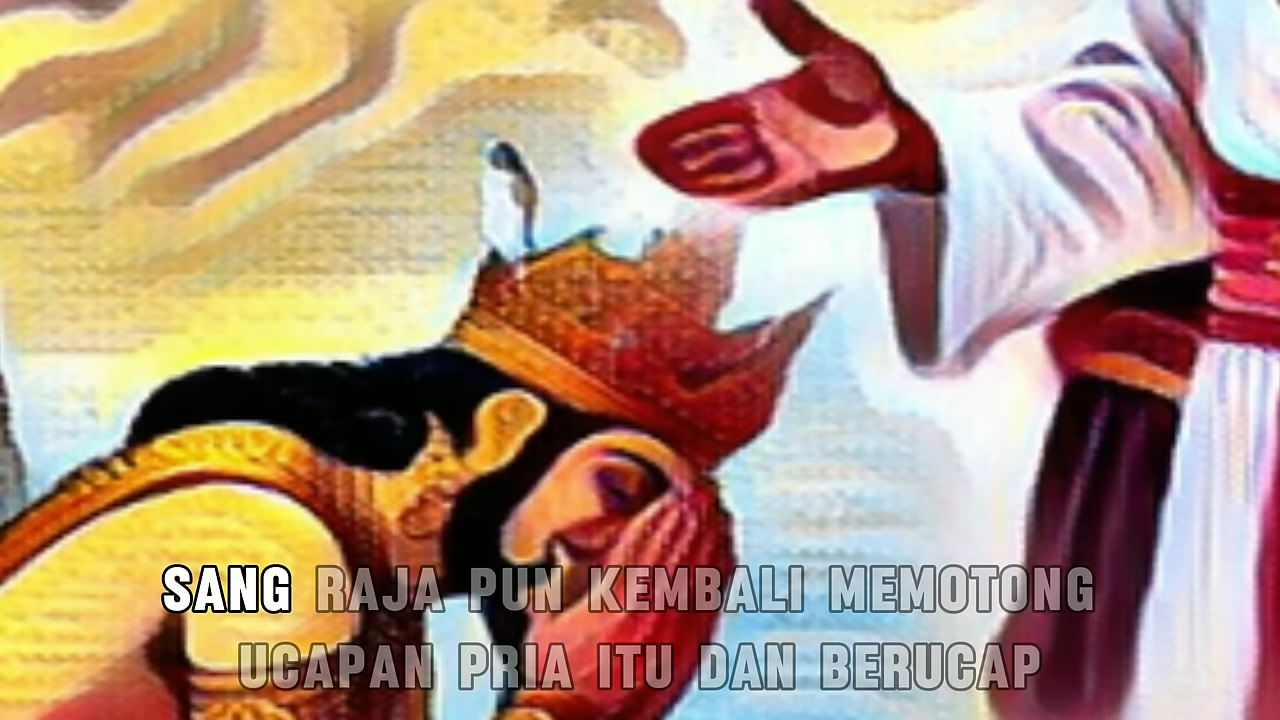 SANG RAJA PUN KEMBALI MEMOTONG
UCAPAN PRIA ITU DAN BERUCAP